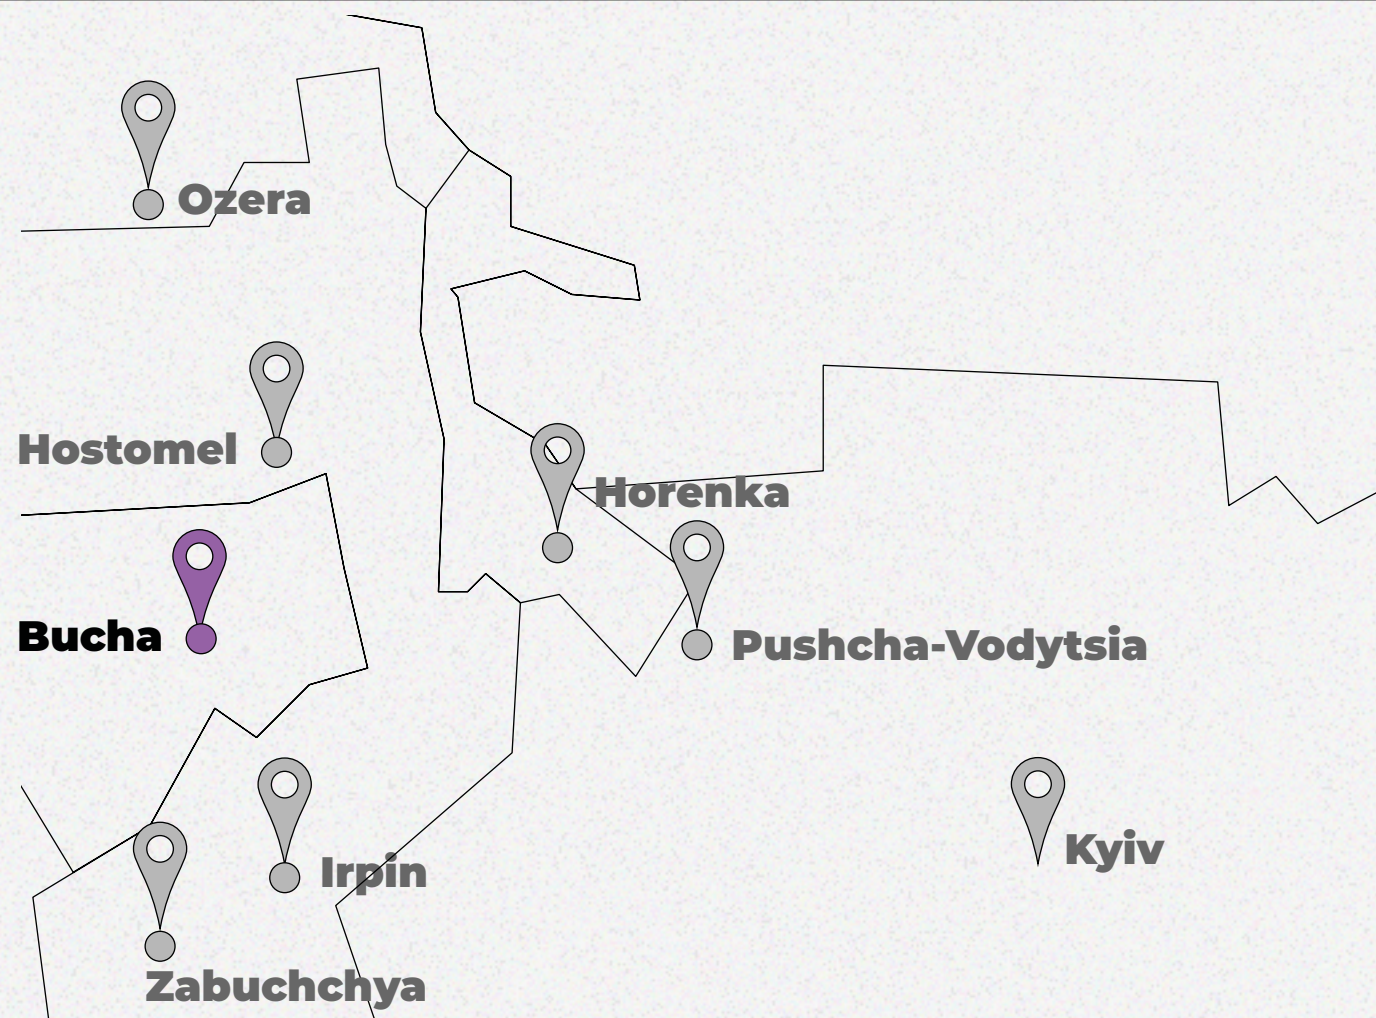 Ozera
Hostomel
Horenka
Bucha
Pushcha-Vodytsia
Kyiv
Irpin
Zabuchchya